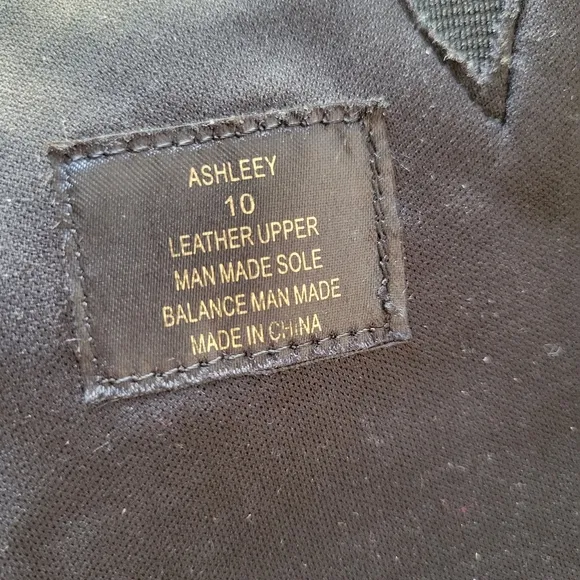 ASHLEEY
10
LEATHER UPPER
MAN MADE SOLE
BALANCE MAN MADE
MADE IN CHINA